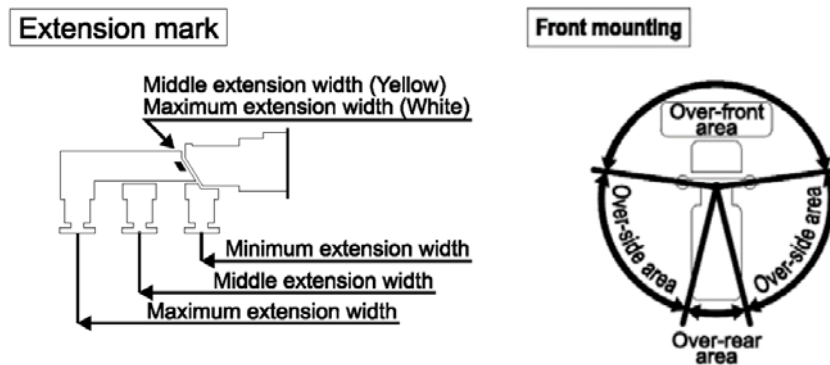 Extension mark
Middle extension width (Yellow)
Maximum extension width (White)
Minimum extension width
Middle extension width
Maximum extension width
Front mounting
Over-front
area
Over-side area
Over-side area
Over-rear
area